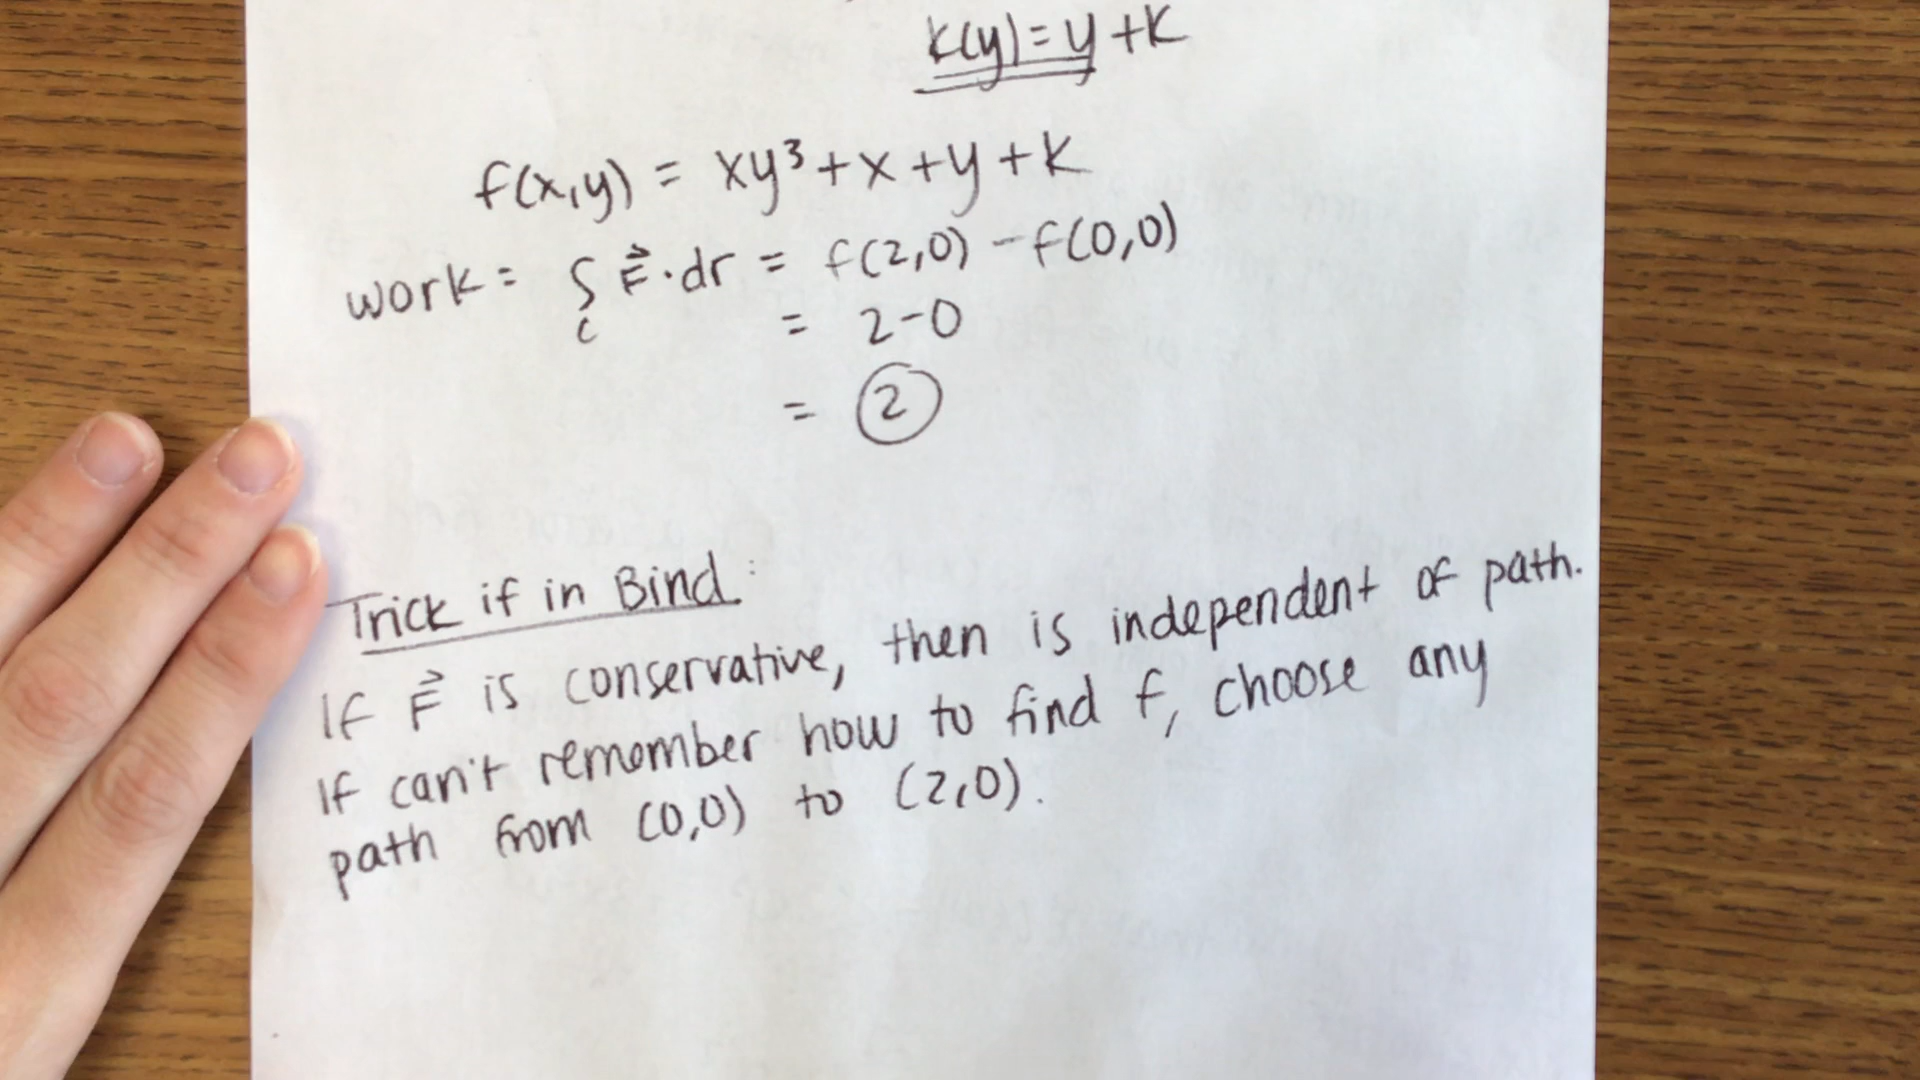 k(y) = y + K
f(x,y) = xy³ + x + y + K
work = ∫ F⃗ · dr = f(2,0) - f(0,0)
C
= 2-0
= 2
Trick if in Bind:
If F⃗ is conservative, then is independent of path.
If can't remember how to find f, choose any
path from (0,0) to (2,0).